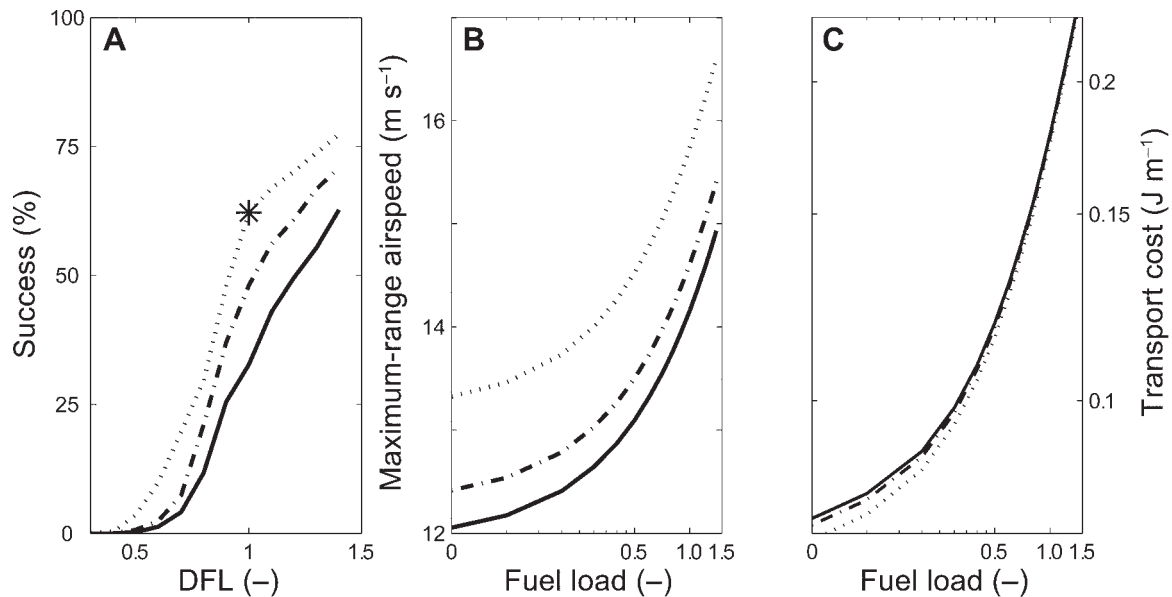 A
B
C
100
75
50
25
0
Success (%)
0.5
1
1.5
DFL (–)
16
14
12
Maximum-range airspeed (m s⁻¹)
0
0.5
1.0
1.5
Fuel load (–)
0.2
0.15
0.1
Transport cost (J m⁻¹)
0
0.5
1.0
1.5
Fuel load (–)